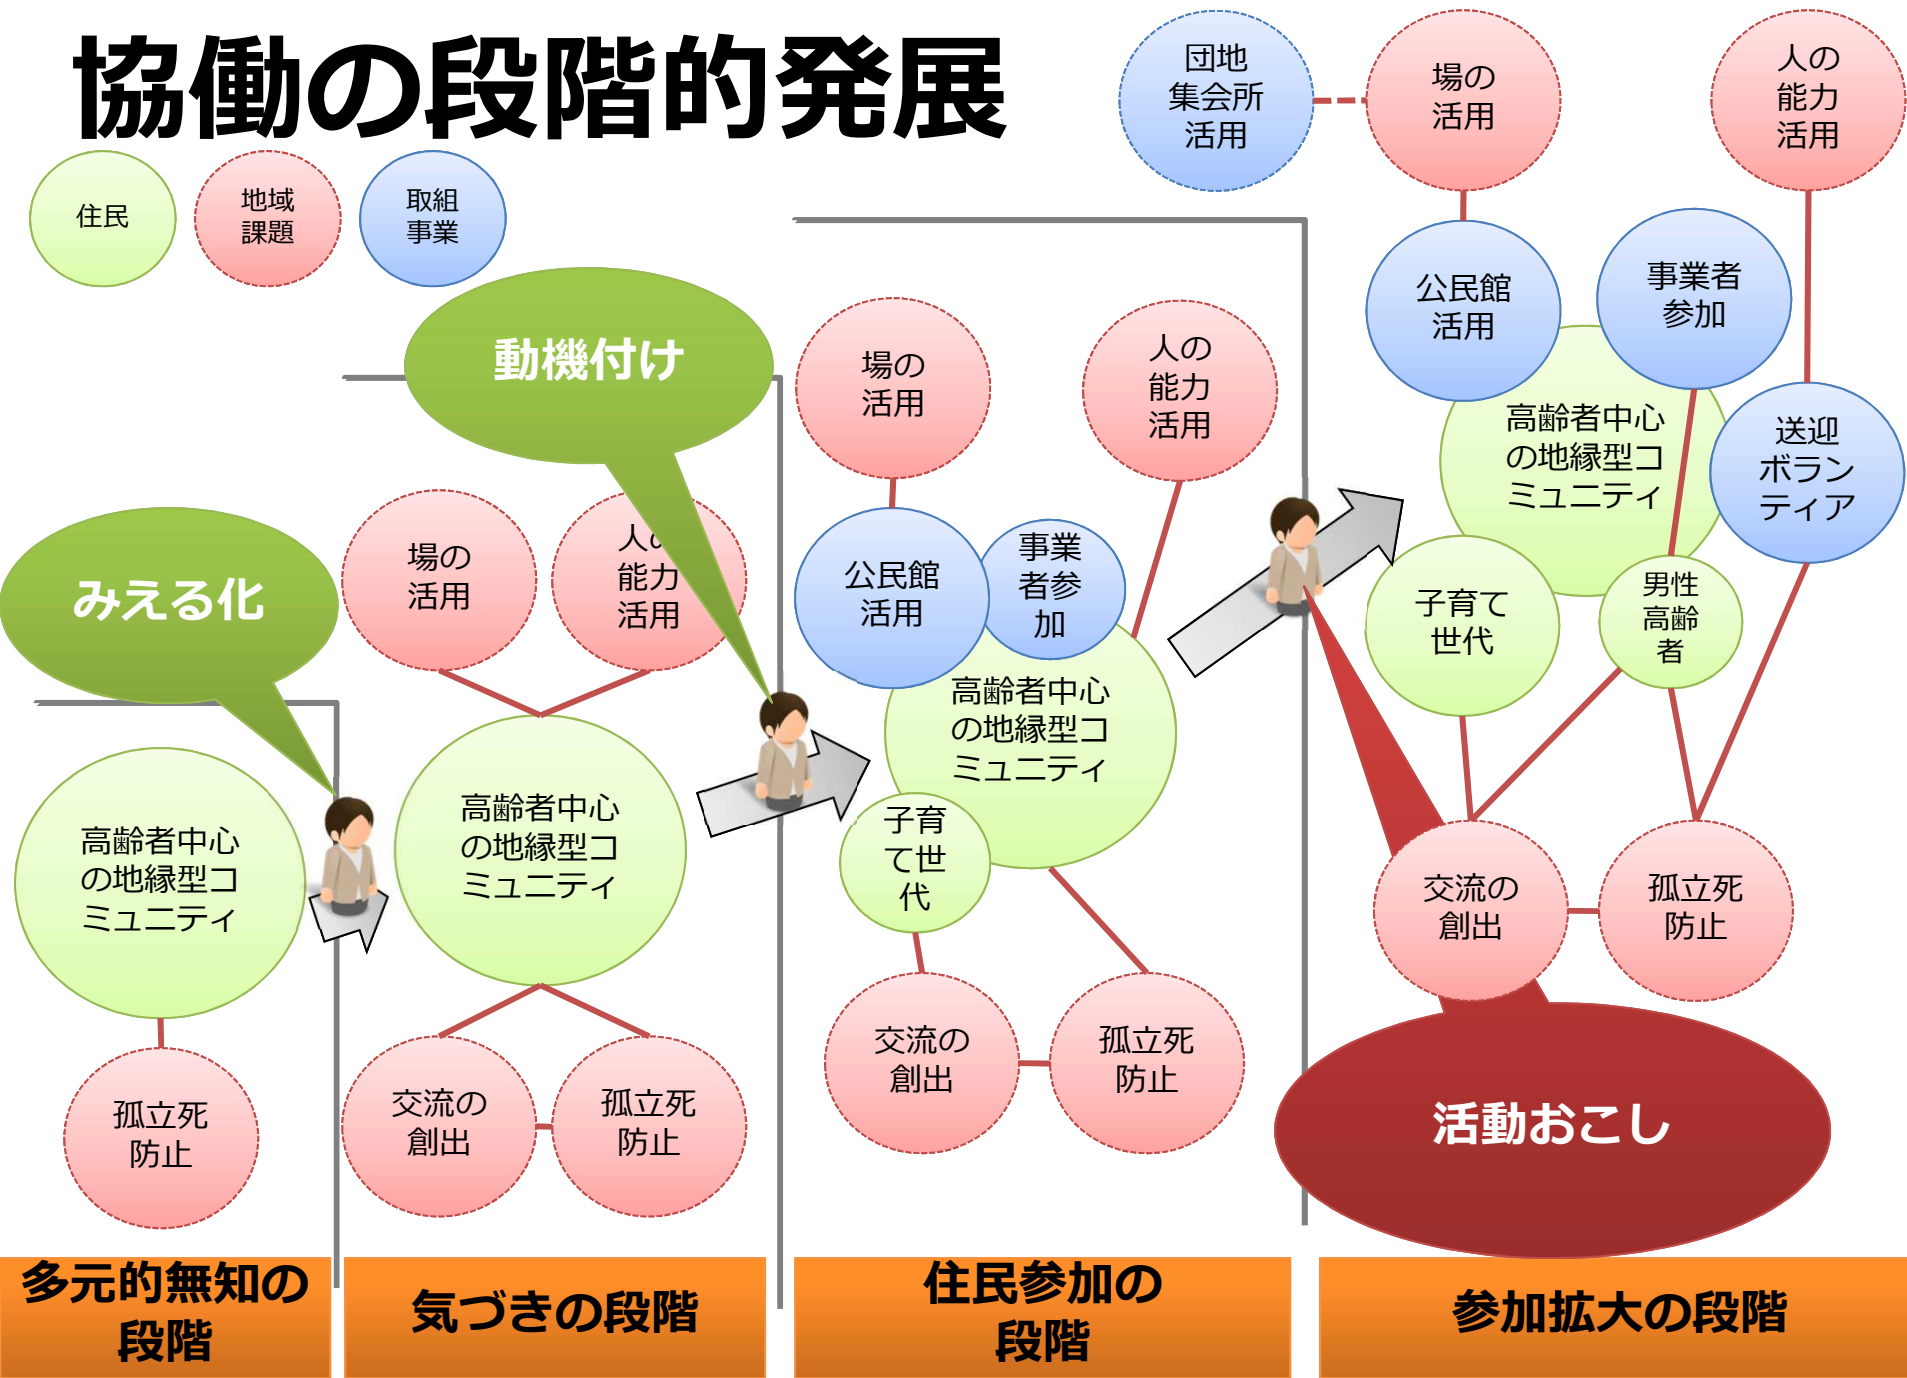 協働の段階的発展
住民
地域
課題
取組
事業
みえる化
高齢者中心
の地縁型コ
ミュニティ
孤立死
防止
多元的無知の
段階
動機付け
場の
活用
人の
能力
活用
高齢者中心
の地縁型コ
ミュニティ
交流の
創出
孤立死
防止
気づきの段階
場の
活用
人の
能力
活用
公民館
活用
事業
者参
加
高齢者中心
の地縁型コ
ミュニティ
子育
て世
代
交流の
創出
孤立死
防止
住民参加の
段階
団地
集会所
活用
場の
活用
人の
能力
活用
公民館
活用
事業者
参加
高齢者中心
の地縁型コ
ミュニティ
送迎
ボラン
ティア
子育て
世代
男性
高齢
者
交流の
創出
孤立死
防止
活動おこし
参加拡大の段階